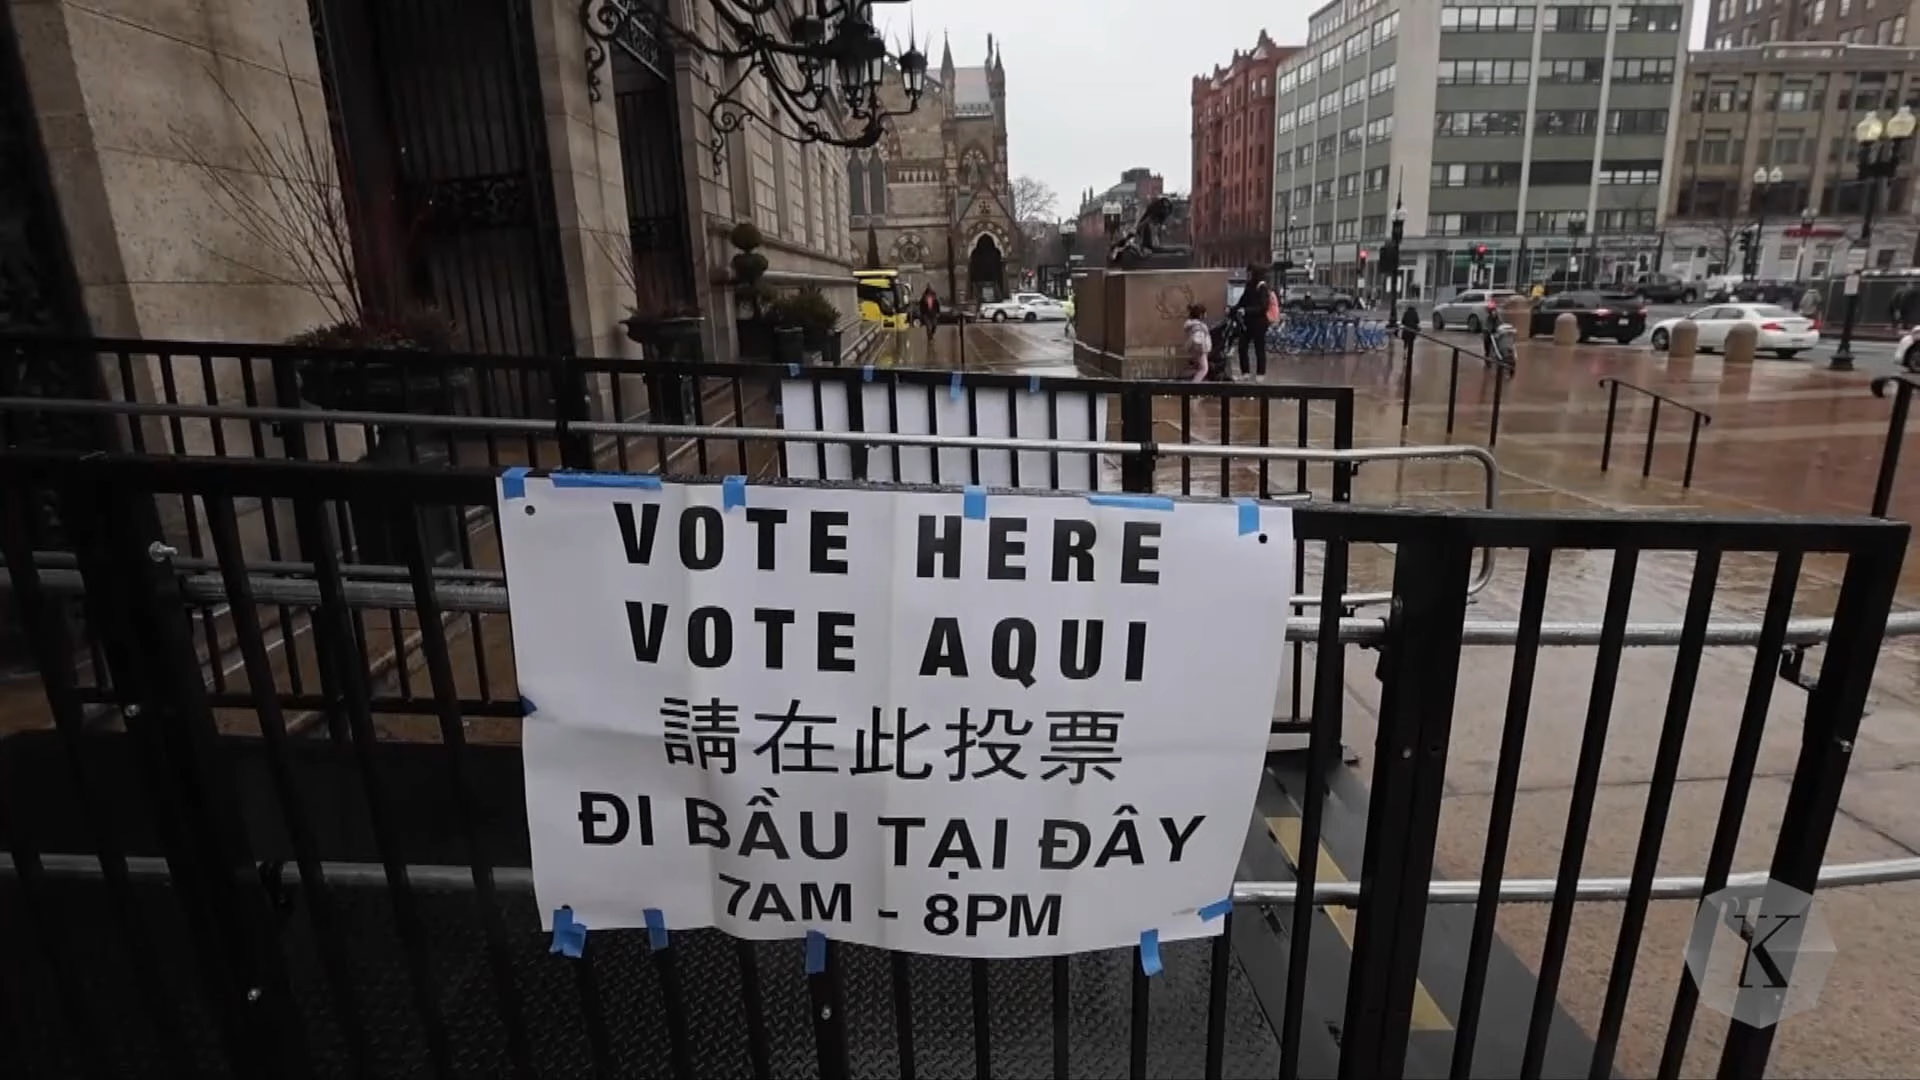 VOTE HERE
VOTE AQUI
請在此投票
ĐI BẦU TẠI ĐÂY
7AM - 8PM
K